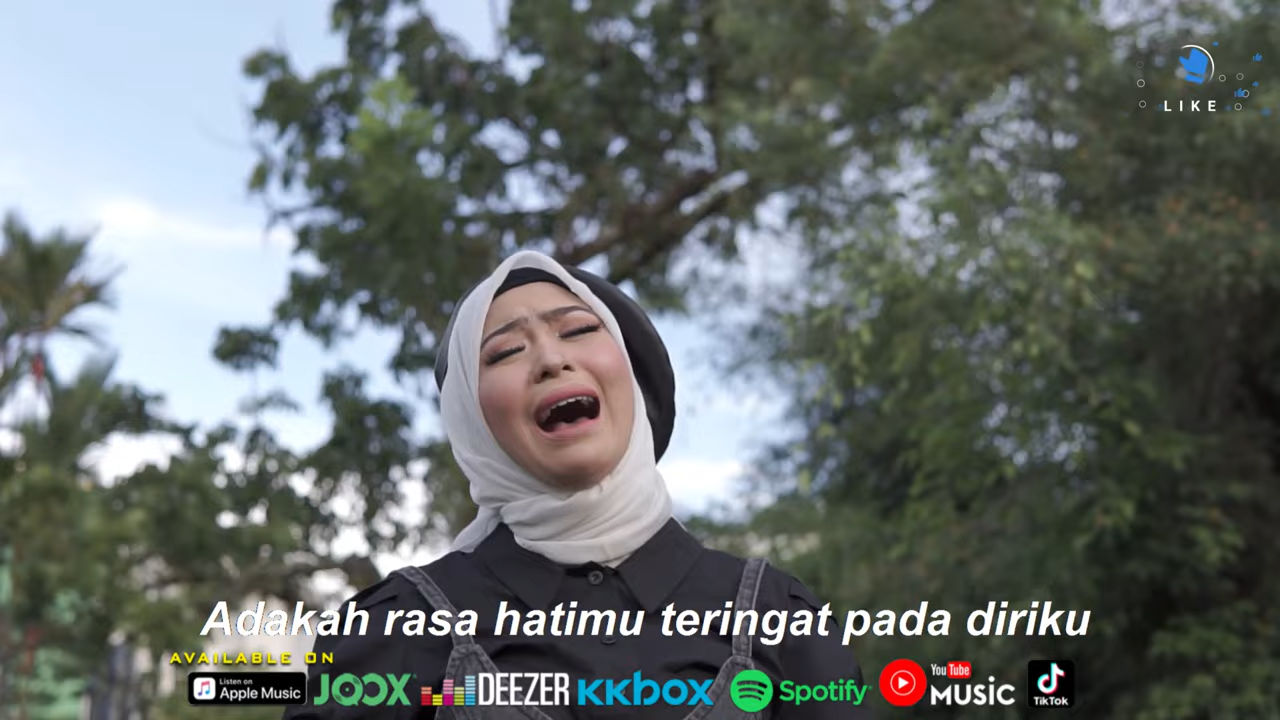 LIKE
Adakah rasa hatimu teringat pada diriku
AVAILABLE ON
Listen on
Apple Music
JOOX
DEEZER
KKBOX
Spotify
YouTube
MUSIC
TikTok